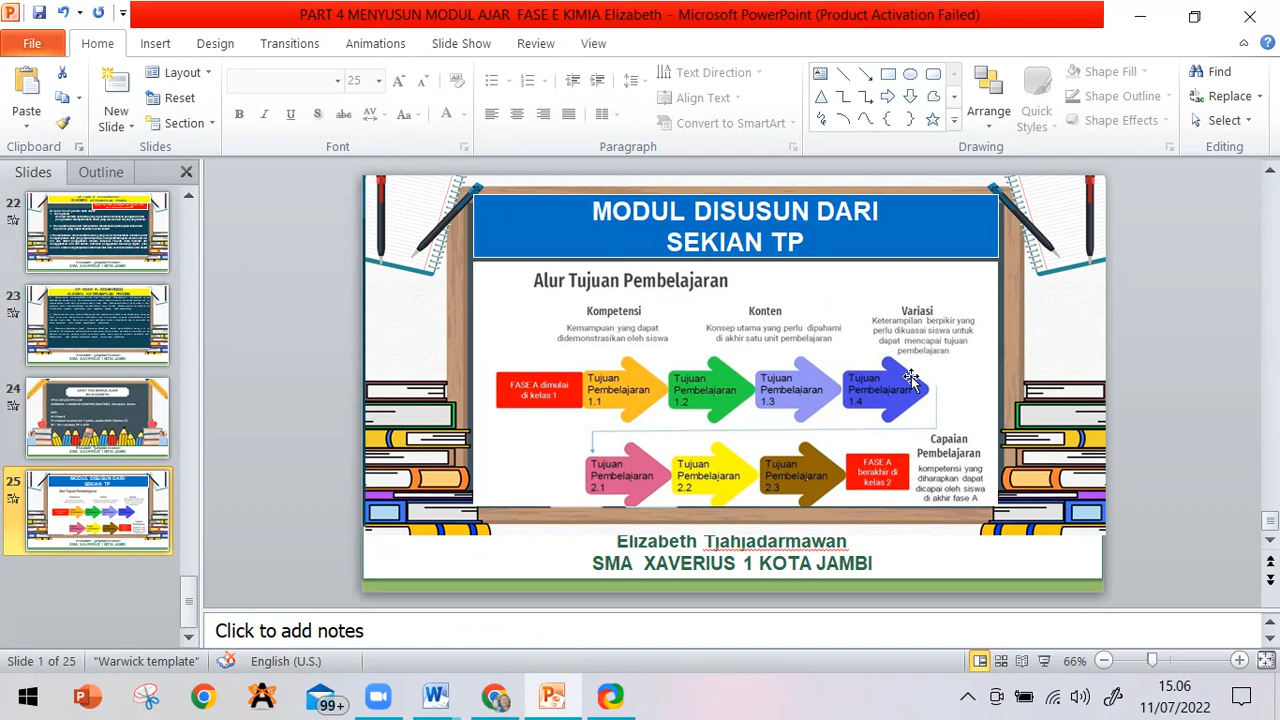 PART 4 MENYUSUN MODUL AJAR FASE E KIMIA Elizabeth - Microsoft PowerPoint (Product Activation Failed)
File
Home
Insert
Design
Transitions
Animations
Slide Show
Review
View
Paste
Clipboard
New
Slide
Layout
Reset
Section
Slides
25
Font
Text Direction
Align Text
Convert to SmartArt
Paragraph
Arrange
Quick
Styles
Shape Fill
Shape Outline
Shape Effects
Drawing
Find
Replace
Select
Editing
Slides
Outline
22
23
24
25
MODUL DISUSUN DARI
SEKIAN TP
Alur Tujuan Pembelajaran
Kompetensi
Kemampuan yang dapat
didemonstrasikan oleh siswa
Konten
Konsep utama yang perlu dipahami
di akhir satu unit pembelajaran
Variasi
Keterampilan berpikir yang
perlu dikuasai siswa untuk
dapat mencapai tujuan
pembelajaran
FASE A dimulai
di kelas 1
Tujuan
Pembelajaran
1.1
Tujuan
Pembelajaran
1.2
Tujuan
Pembelajaran
1.3
Tujuan
Pembelajaran
1.4
Tujuan
Pembelajaran
2.1
Tujuan
Pembelajaran
2.2
Tujuan
Pembelajaran
2.3
FASE A
berakhir di
kelas 2
Capaian
Pembelajaran
kompetensi yang
diharapkan dapat
dicapai oleh siswa
di akhir fase A
Elizabeth Tjahjadarmawan
SMA XAVERIUS 1 KOTA JAMBI
Click to add notes
Slide 1 of 25
"Warwick template"
English (U.S.)
66%
99+
15.06
11/07/2022